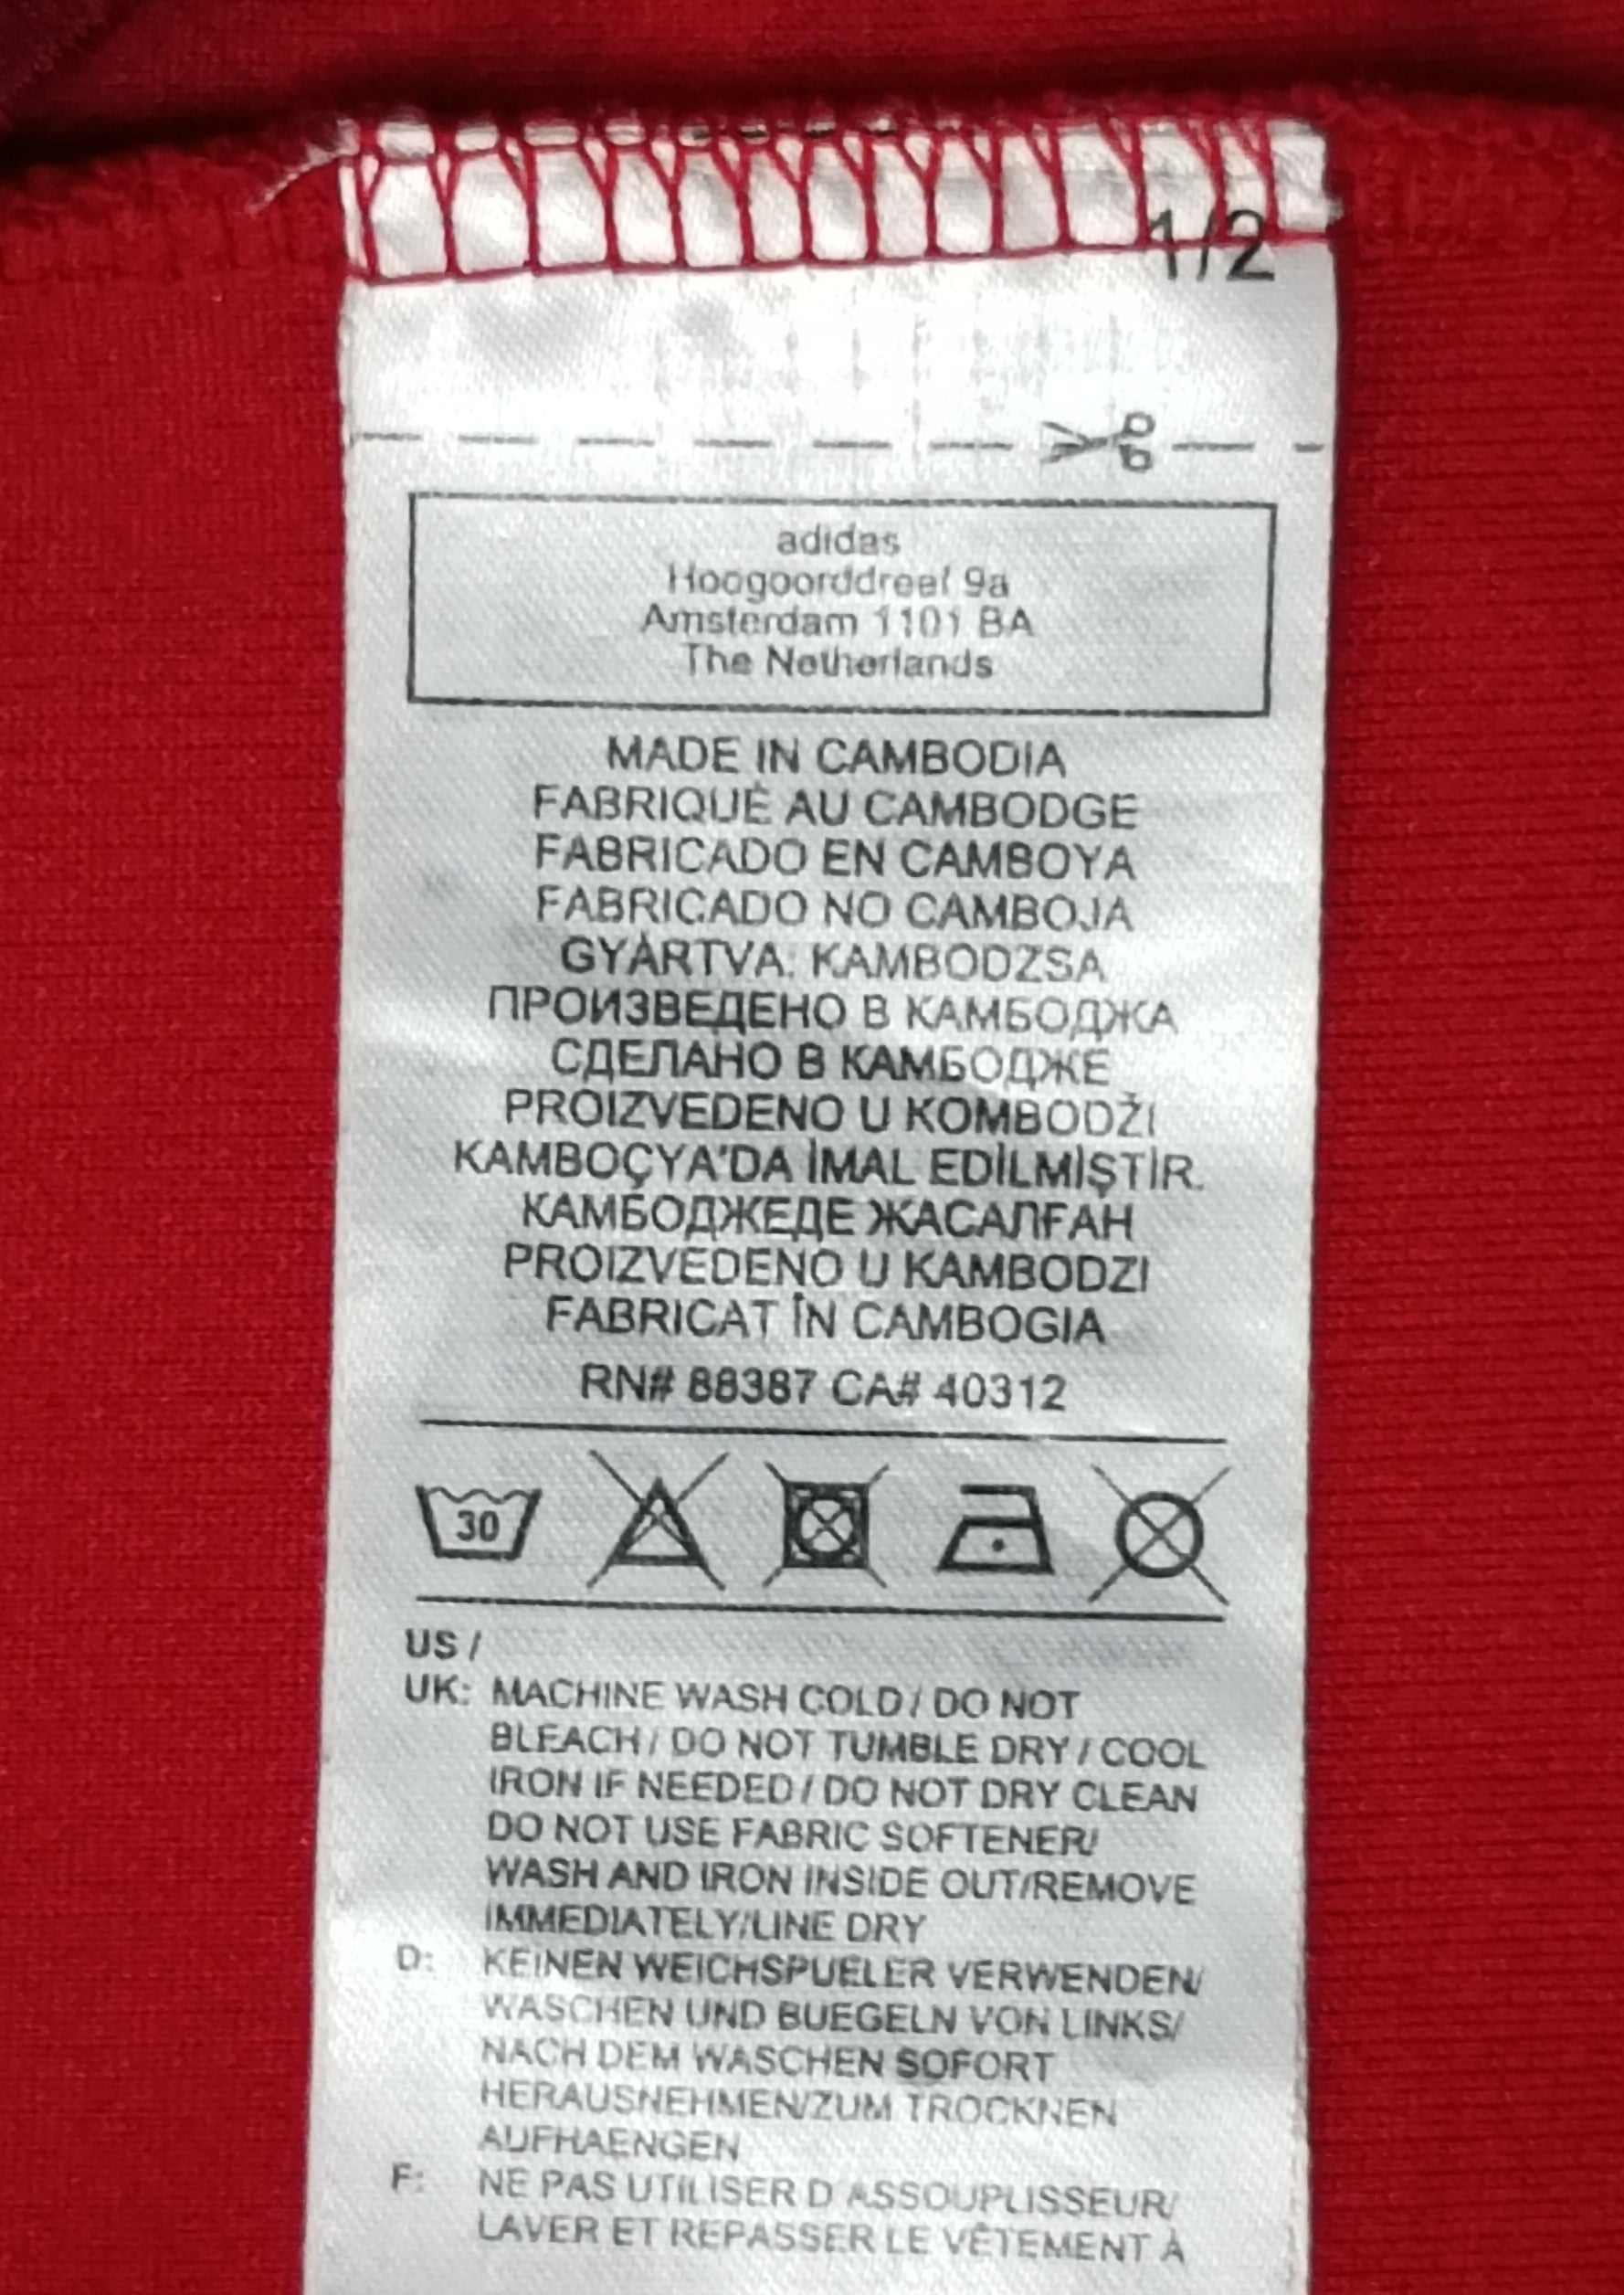 1/2
adidas
Hoogoorddreef 9a
Amsterdam 1101 BA
The Netherlands
MADE IN CAMBODIA
FABRIQUÉ AU CAMBODGE
FABRICADO EN CAMBOYA
FABRICADO NO CAMBOJA
GYÁRTVA: KAMBODZSA
ПРОИЗВЕДЕНО В КАМБОДЖА
СДЕЛАНО В КАМБОДЖЕ
PROIZVEDENO U KOMBODŽI
KAMBOÇYA'DA İMAL EDİLMİŞTİR.
КАМБОДЖЕДЕ ЖАСАЛҒАН
PROIZVEDENO U KAMBODZI
FABRICAT ÎN CAMBOGIA
RN# 88387 CA# 40312
30
US /
UK: MACHINE WASH COLD / DO NOT
BLEACH / DO NOT TUMBLE DRY / COOL
IRON IF NEEDED / DO NOT DRY CLEAN
DO NOT USE FABRIC SOFTENER/
WASH AND IRON INSIDE OUT/REMOVE
IMMEDIATELY/LINE DRY
D: KEINEN WEICHSPUELER VERWENDEN/
WASCHEN UND BUEGELN VON LINKS/
NACH DEM WASCHEN SOFORT
HERAUSNEHMEN/ZUM TROCKNEN
AUFHAENGEN
F: NE PAS UTILISER D ASSOUPLISSEUR/
LAVER ET REPASSER LE VÊTEMENT À